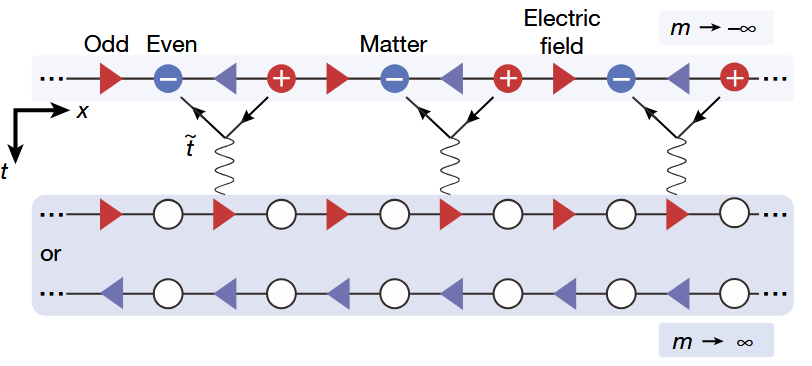 Electric
field
Odd Even Matter
m → −∞
... − + − + − + ...
x
t̃
t
... ...
or
... ...
m → ∞